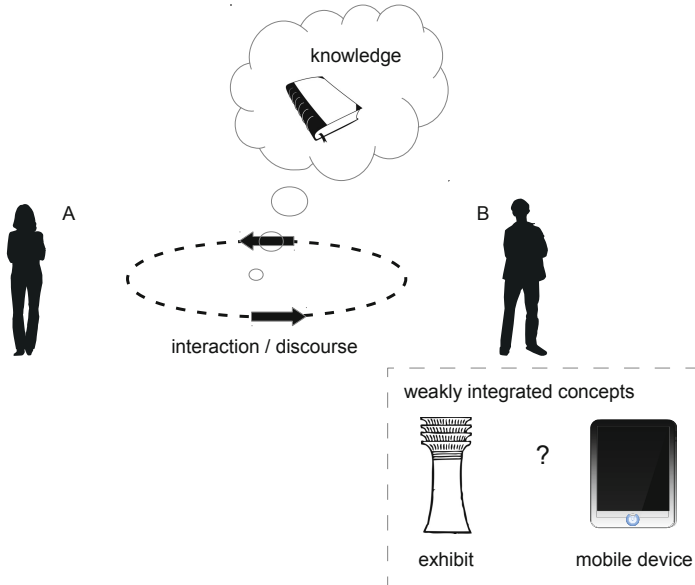 knowledge
A
B
interaction / discourse
weakly integrated concepts
?
exhibit
mobile device